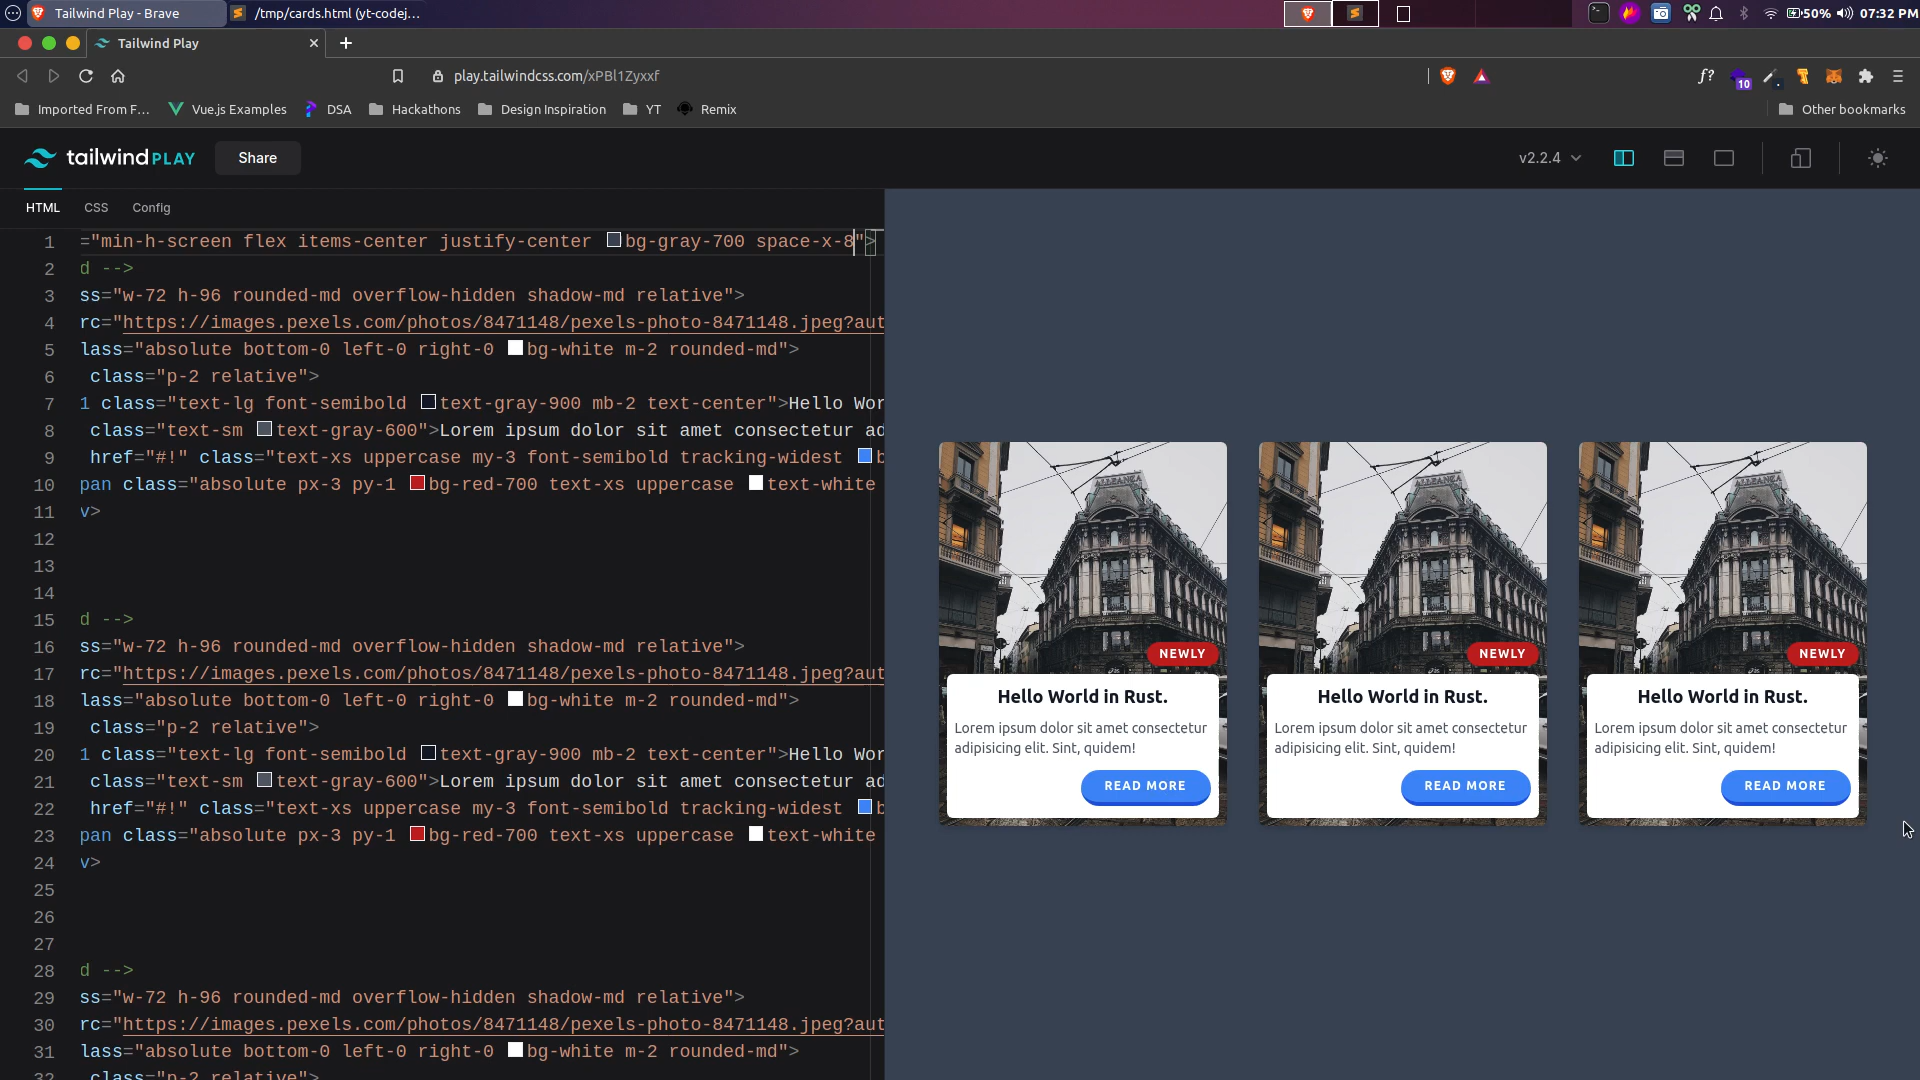 Tailwind Play - Brave
/tmp/cards.html (yt-codej...
50%
07:32 PM
Tailwind Play
play.tailwindcss.com/xPBl1Zyxxf
f?
10
Imported From F...
Vue.js Examples
DSA
Hackathons
Design Inspiration
YT
Remix
Other bookmarks
tailwind PLAY
Share
v2.2.4
HTML
CSS
Config
1 ="min-h-screen flex items-center justify-center bg-gray-700 space-x-8">
2 d -->
3 ss="w-72 h-96 rounded-md overflow-hidden shadow-md relative">
4 rc="https://images.pexels.com/photos/8471148/pexels-photo-8471148.jpeg?aut
5 lass="absolute bottom-0 left-0 right-0 bg-white m-2 rounded-md">
6 class="p-2 relative">
7 1 class="text-lg font-semibold text-gray-900 mb-2 text-center">Hello Wor
8 class="text-sm text-gray-600">Lorem ipsum dolor sit amet consectetur ad
9 href="#!" class="text-xs uppercase my-3 font-semibold tracking-widest b
10 pan class="absolute px-3 py-1 bg-red-700 text-xs uppercase text-white
11 v>
12
13
14
15 d -->
16 ss="w-72 h-96 rounded-md overflow-hidden shadow-md relative">
17 rc="https://images.pexels.com/photos/8471148/pexels-photo-8471148.jpeg?aut
18 lass="absolute bottom-0 left-0 right-0 bg-white m-2 rounded-md">
19 class="p-2 relative">
20 1 class="text-lg font-semibold text-gray-900 mb-2 text-center">Hello Wor
21 class="text-sm text-gray-600">Lorem ipsum dolor sit amet consectetur ad
22 href="#!" class="text-xs uppercase my-3 font-semibold tracking-widest b
23 pan class="absolute px-3 py-1 bg-red-700 text-xs uppercase text-white
24 v>
25
26
27
28 d -->
29 ss="w-72 h-96 rounded-md overflow-hidden shadow-md relative">
30 rc="https://images.pexels.com/photos/8471148/pexels-photo-8471148.jpeg?aut
31 lass="absolute bottom-0 left-0 right-0 bg-white m-2 rounded-md">
32 class="p-2 relative">
ALLEANZA
NEWLY
Hello World in Rust.
Lorem ipsum dolor sit amet consectetur
adipisicing elit. Sint, quidem!
READ MORE
ALLEANZA
NEWLY
Hello World in Rust.
Lorem ipsum dolor sit amet consectetur
adipisicing elit. Sint, quidem!
READ MORE
ALLEANZA
NEWLY
Hello World in Rust.
Lorem ipsum dolor sit amet consectetur
adipisicing elit. Sint, quidem!
READ MORE